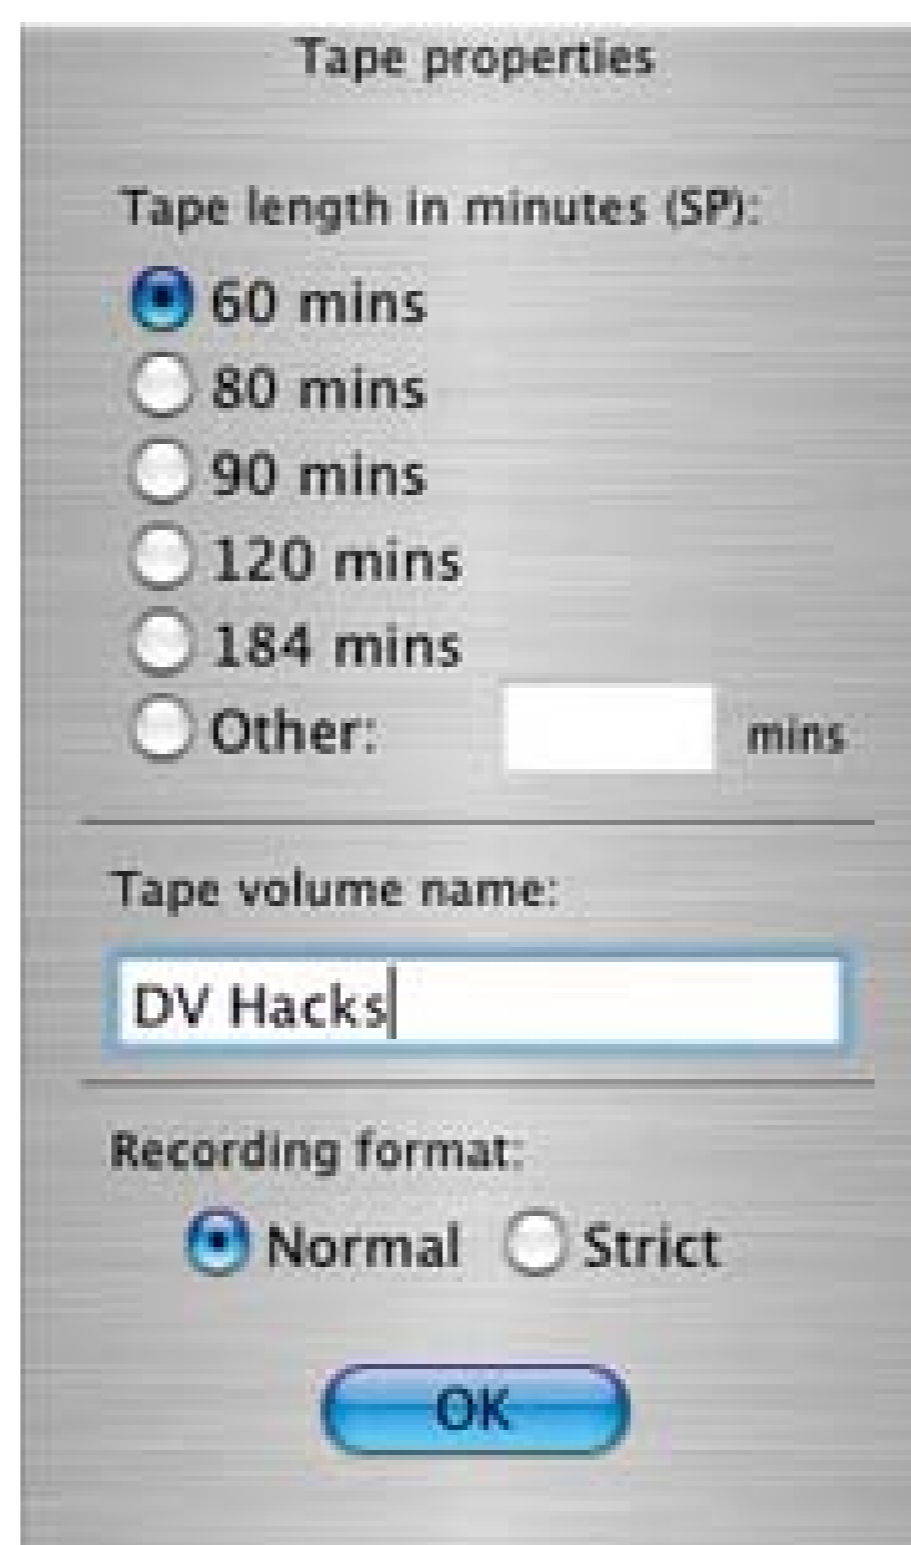 Tape properties
Tape length in minutes (SP):
60 mins
80 mins
90 mins
120 mins
184 mins
Other: mins
Tape volume name:
DV Hacks
Recording format:
Normal Strict
OK